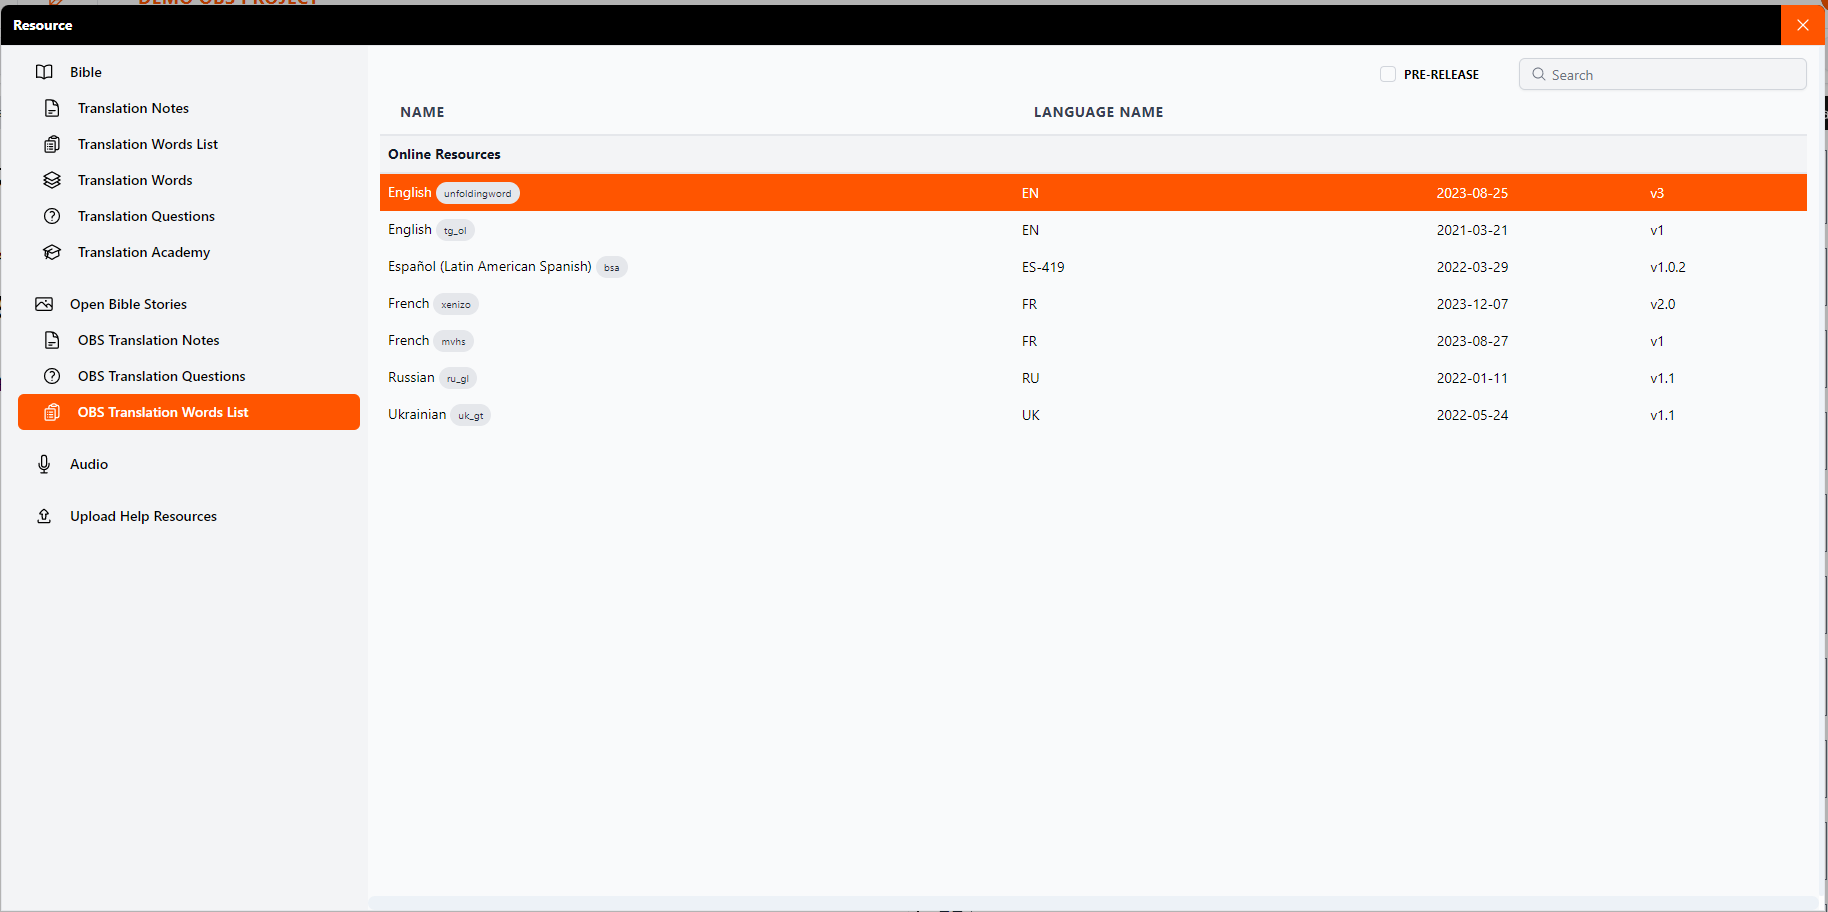 DEMO OBS PROJECT
Resource
Bible
Translation Notes
Translation Words List
Translation Words
Translation Questions
Translation Academy
Open Bible Stories
OBS Translation Notes
OBS Translation Questions
OBS Translation Words List
Audio
Upload Help Resources
PRE-RELEASE
Search
NAME LANGUAGE NAME
Online Resources
English unfoldingword EN 2023-08-25 v3
English tg_ol EN 2021-03-21 v1
Español (Latin American Spanish) bsa ES-419 2022-03-29 v1.0.2
French xenizo FR 2023-12-07 v2.0
French mvhs FR 2023-08-27 v1
Russian ru_gl RU 2022-01-11 v1.1
Ukrainian uk_gt UK 2022-05-24 v1.1